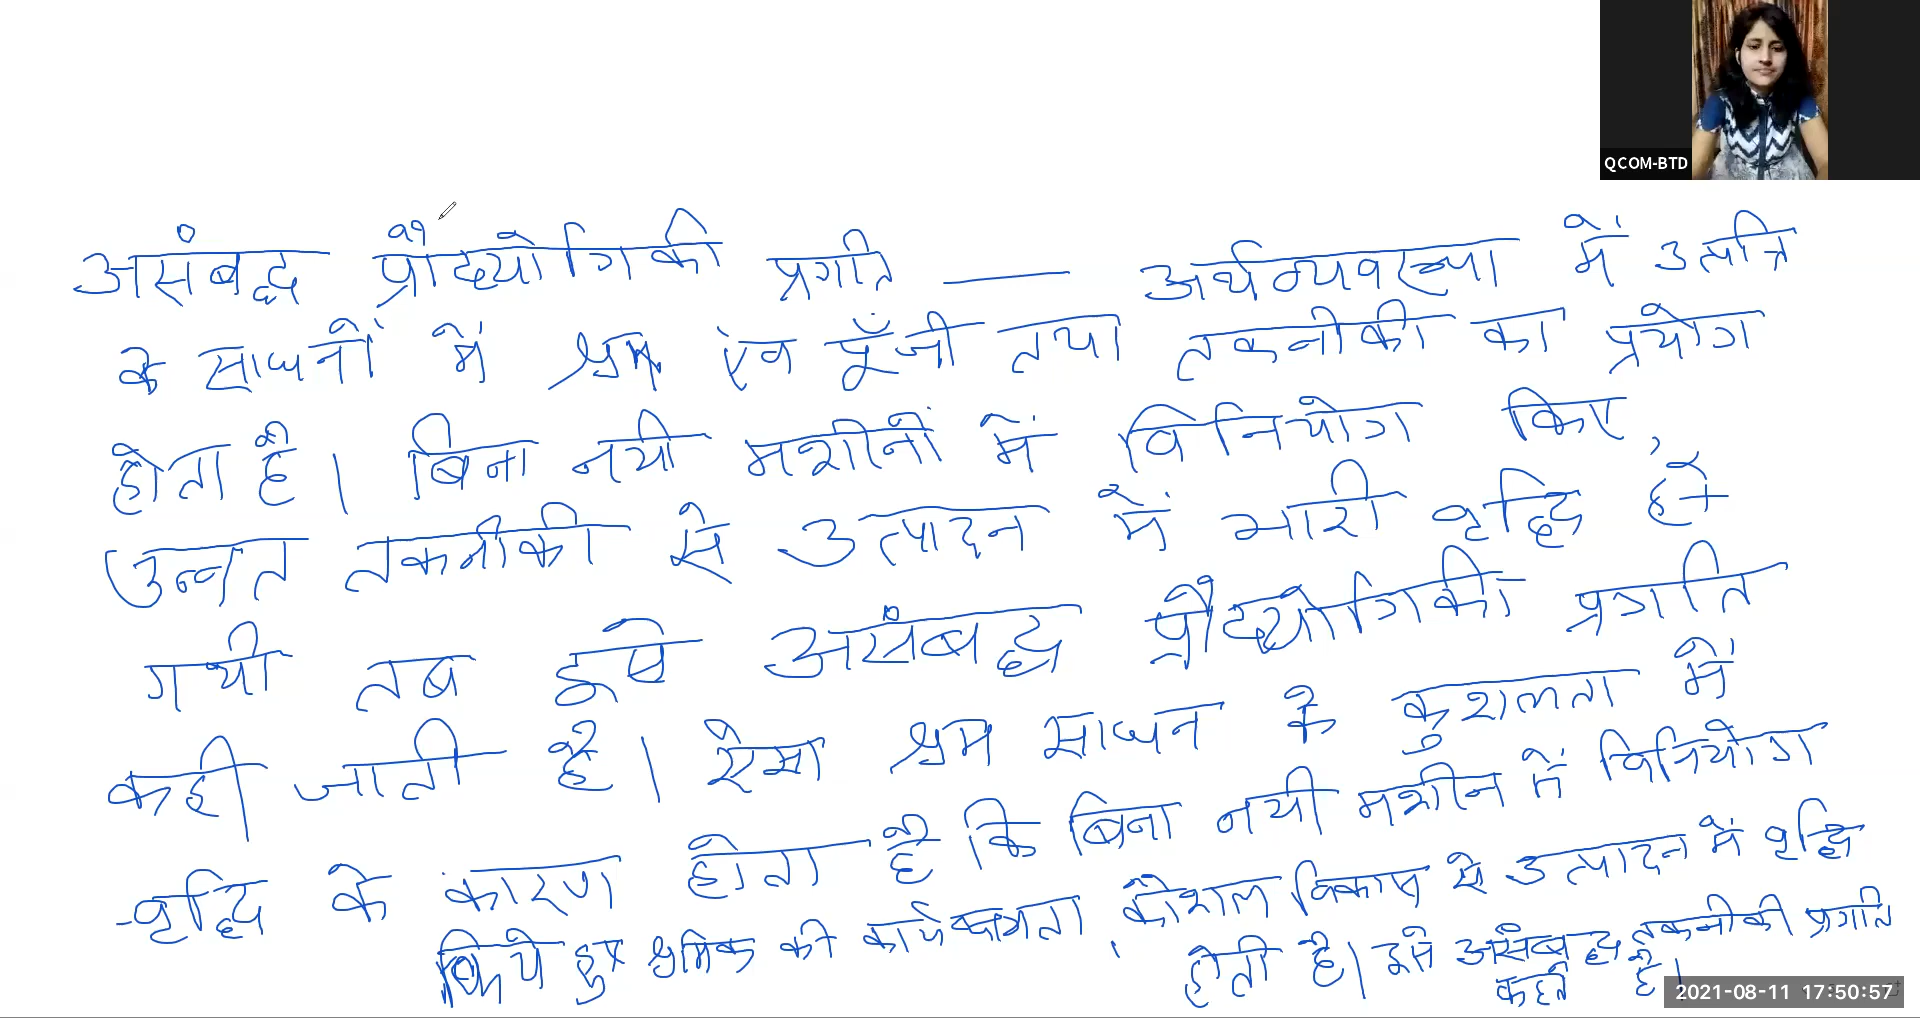 QCOM-BTD
असंबद्ध प्रौद्योगिकी प्रगति — अर्थव्यवस्था में उत्पत्ति
के साधनों में श्रम एंव पूँजी तथा तकनीकी का प्रयोग
होता है। बिना नयी मशीनों में विनियोग किए,
उन्नत तकनीकी से उत्पादन में भारी वृद्धि हो
गयी तब इसे असंबद्ध प्रौद्योगिकी प्रगति
कही जाती है। ऐसा श्रम साधन के कुशलता में
वृद्धि के कारण होता है कि बिना नयी मशीन में विनियोग
किये हुए श्रमिक की कार्यक्षमता, कौशल विकास से उत्पादन में वृद्धि
होती है। इसे असंबद्ध तकनीकी प्रगति
कहते है।
2021-08-11 17:50:57